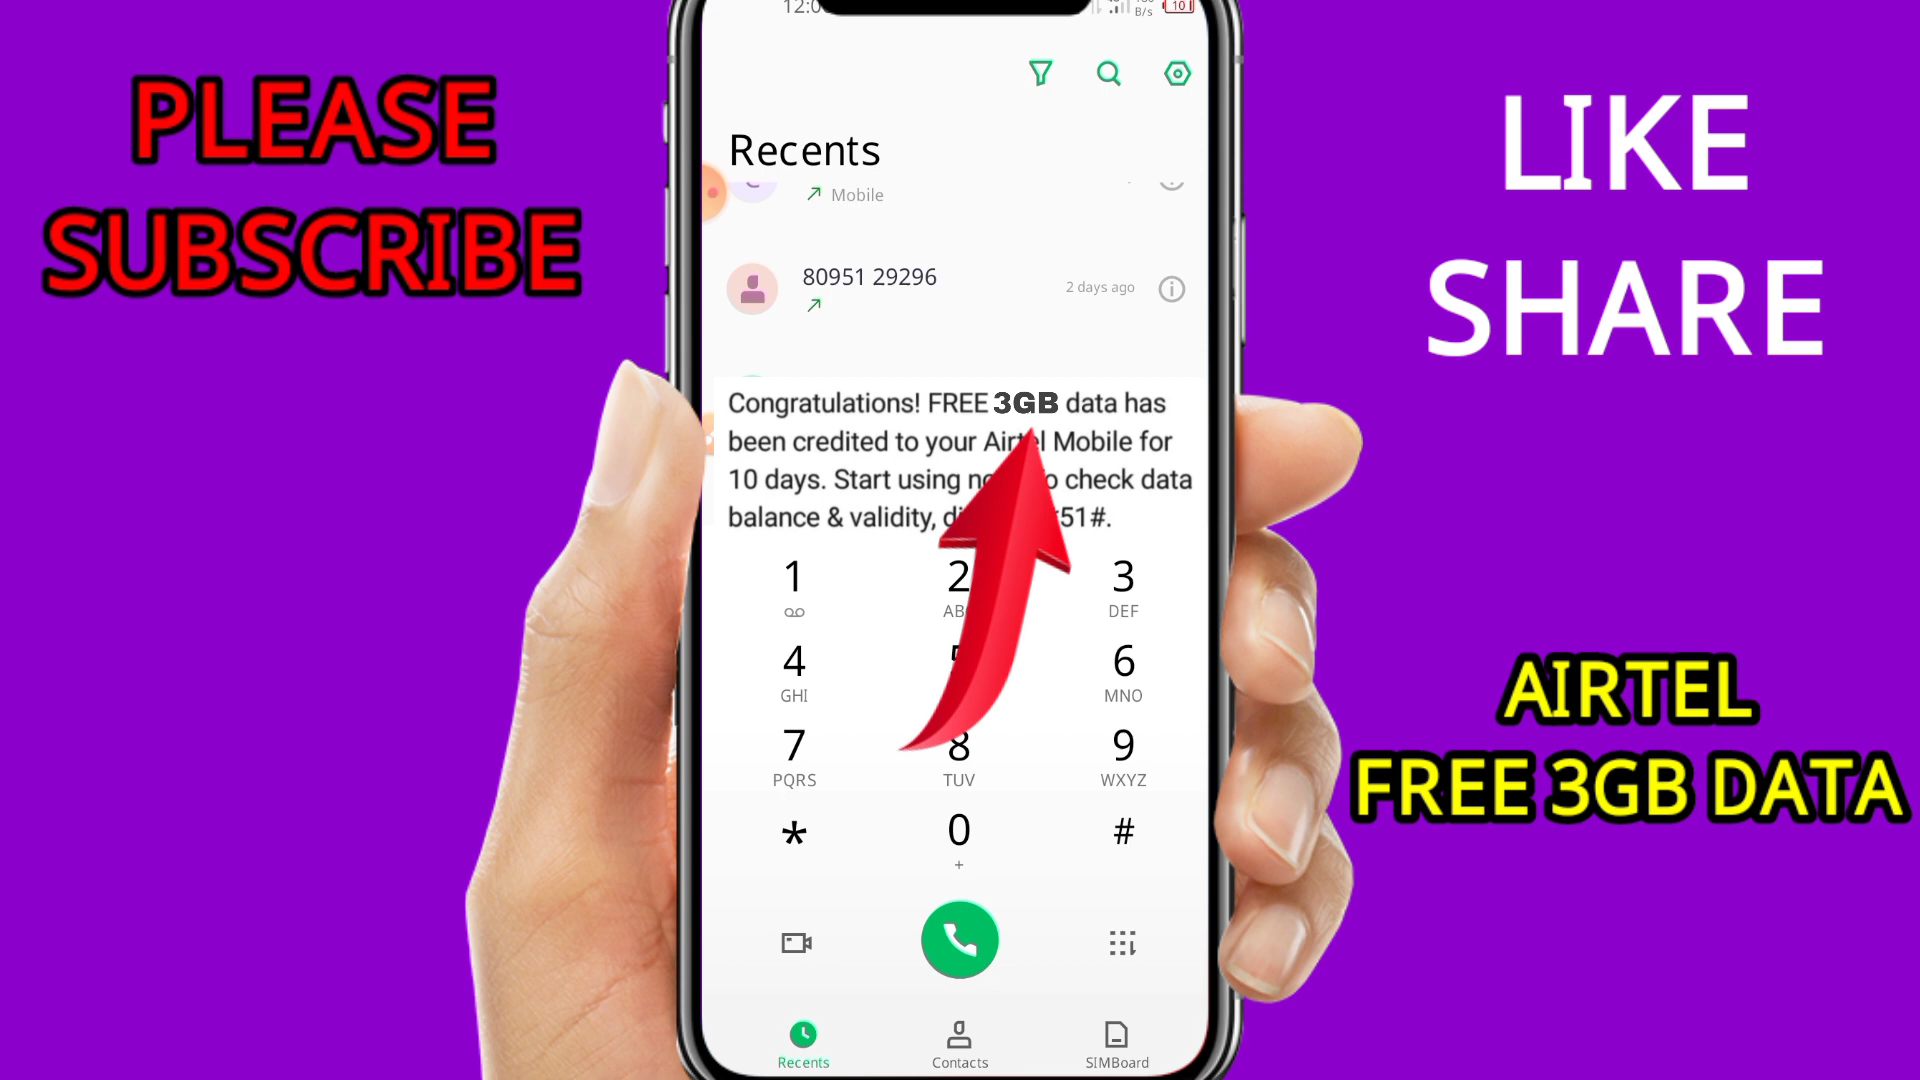 PLEASE
SUBSCRIBE
LIKE
SHARE
AIRTEL
FREE 3GB DATA
B/s
10
Recents
Mobile
80951 29296
2 days ago
Congratulations! FREE 3GB data has
been credited to your Airtel Mobile for
10 days. Start using check data
balance & validity,
1
2
3
DEF
4
GHI
6
MNO
7
PQRS
8
TUV
9
WXYZ
*
0
+
#
Recents
Contacts
SIMBoard